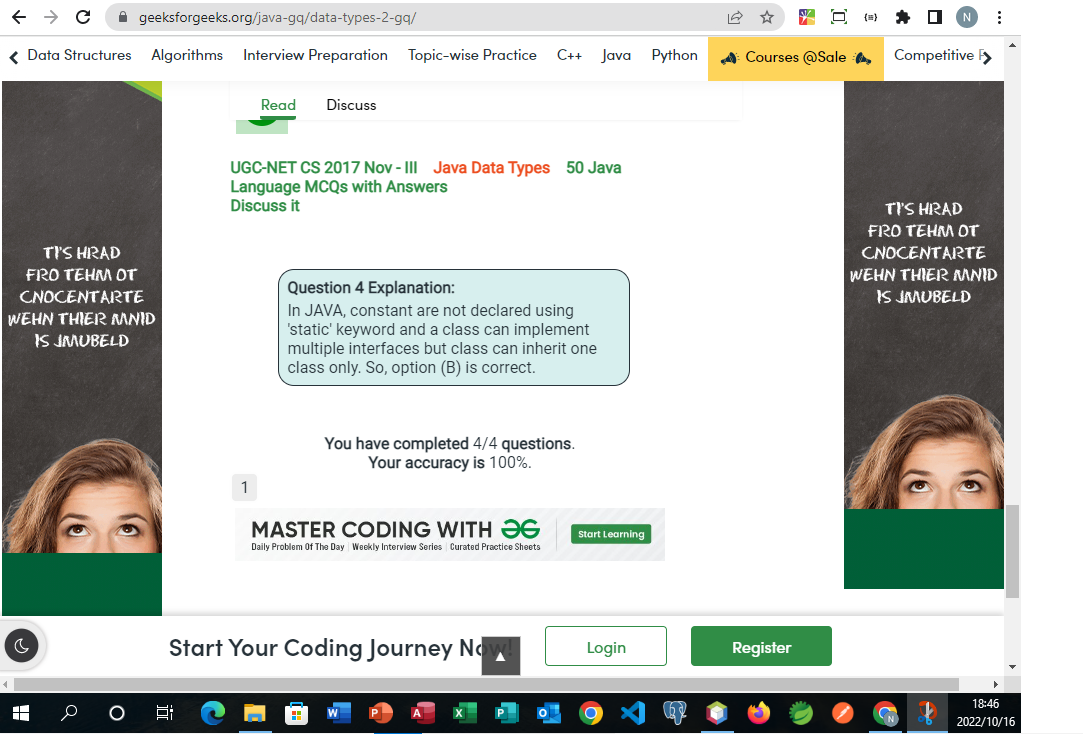 geeksforgeeks.org/java-gq/data-types-2-gq/
N
Data Structures Algorithms Interview Preparation Topic-wise Practice C++ Java Python Courses @Sale Competitive
Read Discuss
UGC-NET CS 2017 Nov - III Java Data Types 50 Java
Language MCQs with Answers
Discuss it
TI'S HRAD
FRO TEHM OT
CNOCENTARTE
WEHN THIER MNID
IS JMUBELD
TI'S HRAD
FRO TEHM OT
CNOCENTARTE
WEHN THIER MNID
IS JMUBELD
Question 4 Explanation:
In JAVA, constant are not declared using
'static' keyword and a class can implement
multiple interfaces but class can inherit one
class only. So, option (B) is correct.
You have completed 4/4 questions.
Your accuracy is 100%.
1
MASTER CODING WITH
Daily Problem Of The Day | Weekly Interview Series | Curated Practice Sheets
Start Learning
Start Your Coding Journey Now!
Login
Register
18:46
2022/10/16